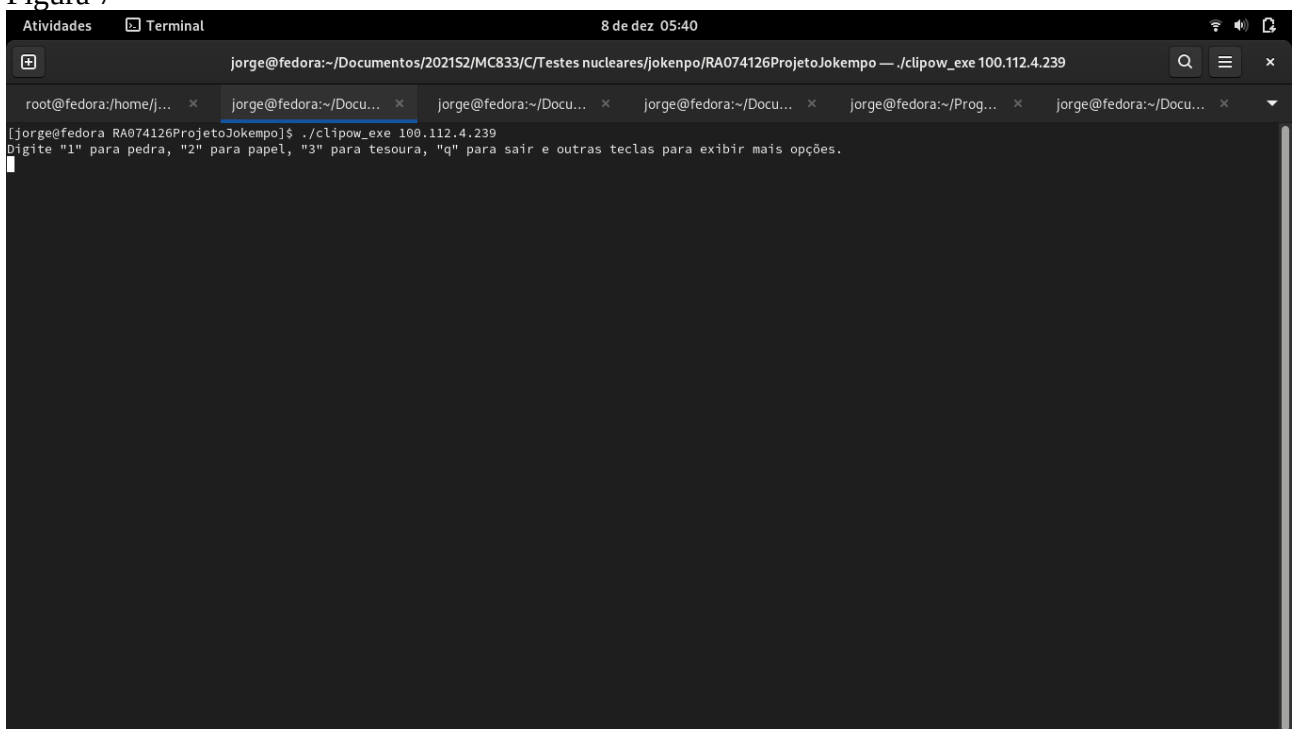 Figura 7
Atividades Terminal 8 de dez 05:40
jorge@fedora:~/Documentos/2021S2/MC833/C/Testes nucleares/jokenpo/RA074126ProjetoJokempo — ./clipow_exe 100.112.4.239
root@fedora:/home/j... jorge@fedora:~/Docu... jorge@fedora:~/Docu... jorge@fedora:~/Docu... jorge@fedora:~/Prog... jorge@fedora:~/Docu...
[jorge@fedora RA074126ProjetoJokempo]$ ./clipow_exe 100.112.4.239
Digite "1" para pedra, "2" para papel, "3" para tesoura, "q" para sair e outras teclas para exibir mais opções.